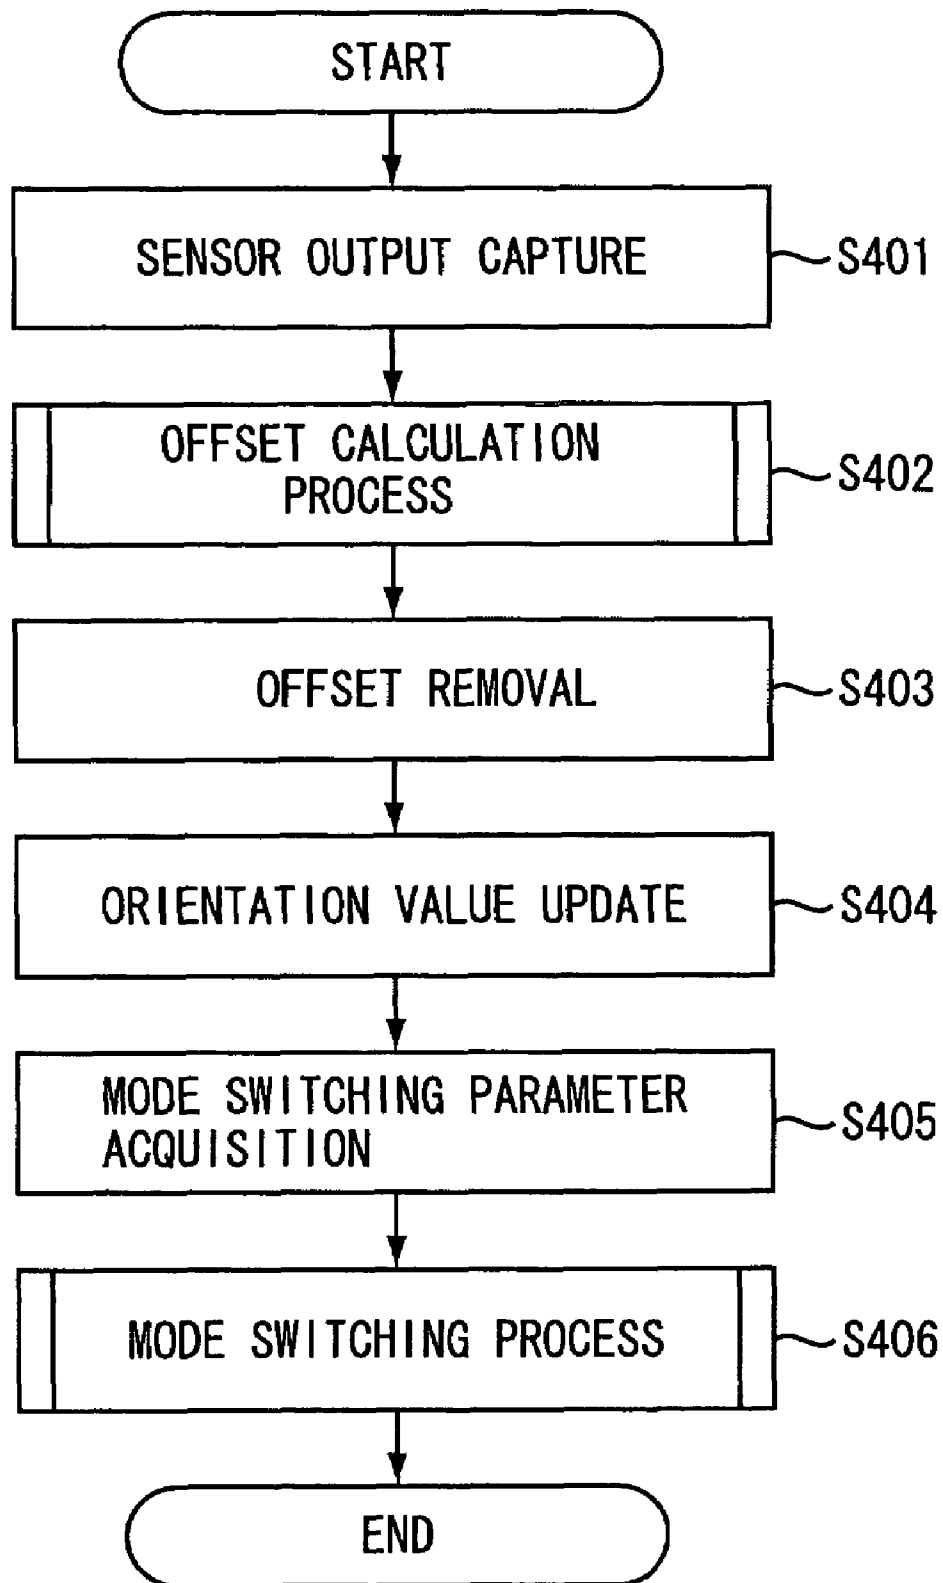 START
SENSOR OUTPUT CAPTURE
S401
OFFSET CALCULATION
PROCESS
S402
OFFSET REMOVAL
S403
ORIENTATION VALUE UPDATE
S404
MODE SWITCHING PARAMETER
ACQUISITION
S405
MODE SWITCHING PROCESS
S406
END